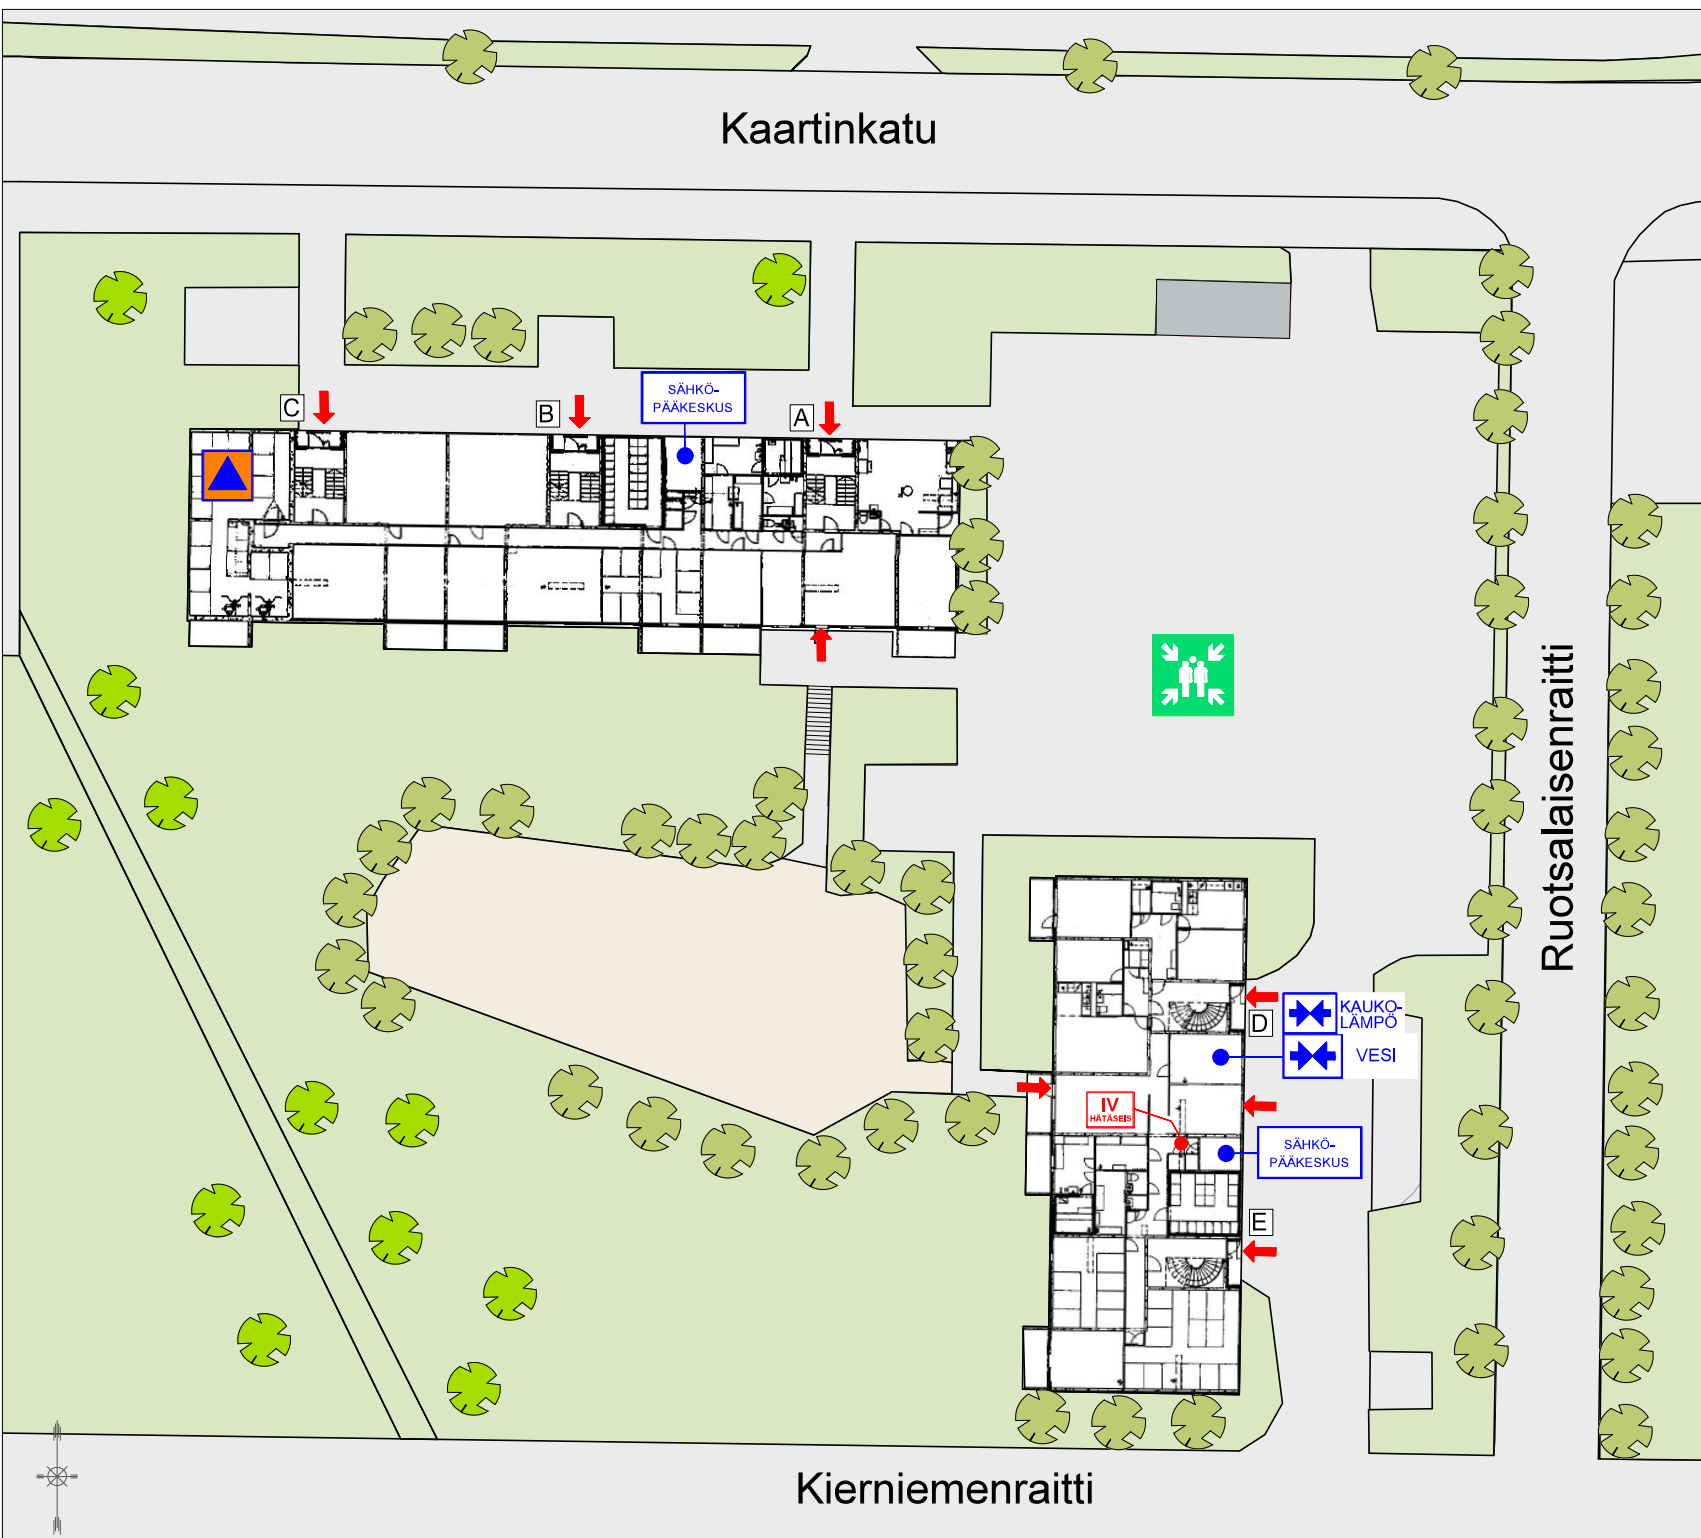 Kaartinkatu
SÄHKÖ-
PÄÄKESKUS
C
B
A
Ruotsalaisenraitti
D
KAUKO-
LÄMPÖ
VESI
IV
HÄTÄSEIS
SÄHKÖ-
PÄÄKESKUS
E
Kierniemenraitti